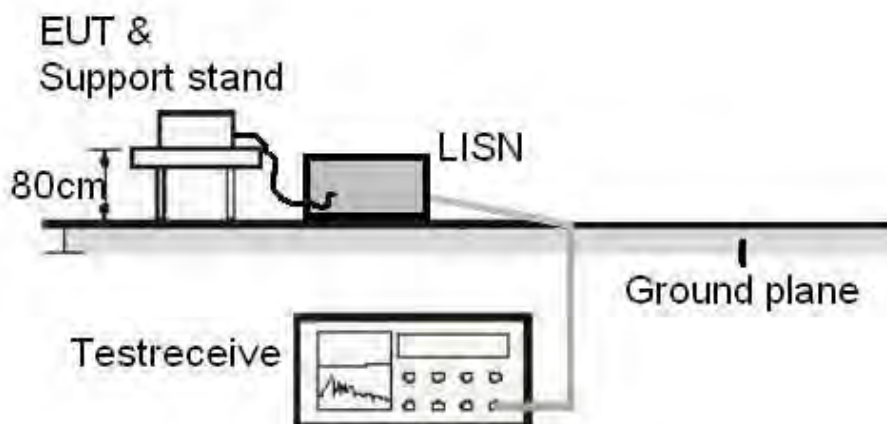 EUT &
Support stand
LISN
80cm
Ground plane
Testreceive